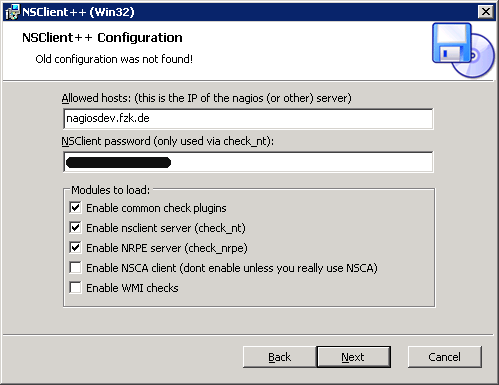 NSClient++ (Win32)
NSClient++ Configuration
Old configuration was not found!
Allowed hosts: (this is the IP of the nagios (or other) server)
nagiosdev.fzk.de
NSClient password (only used via check_nt):
Modules to load:
Enable common check plugins
Enable nsclient server (check_nt)
Enable NRPE server (check_nrpe)
Enable NSCA client (dont enable unless you really use NSCA)
Enable WMI checks
Back
Next
Cancel